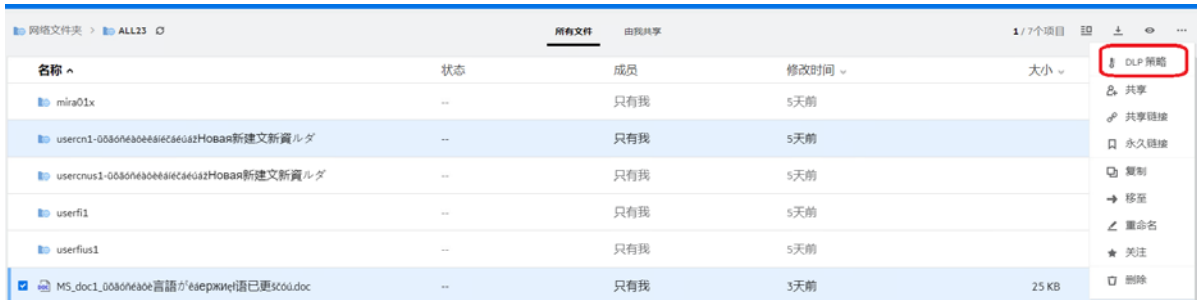 网络文件夹 > ALL23 所有文件 由我共享 1/7个项目
名称 状态 成员 修改时间 大小
DLP 策略
共享
共享链接
永久链接
复制
移至
重命名
关注
删除
mira01x -- 只有我 5天前
-- 只有我 5天前
-- 只有我 5天前
userfi1 -- 只有我 5天前
userfius1 -- 只有我 5天前
-- 只有我 3天前 25 KB